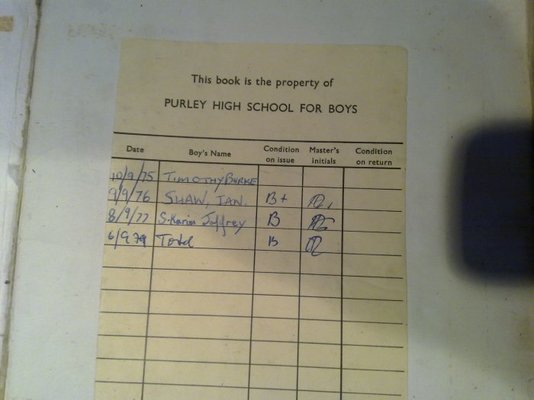 This book is the property of
PURLEY HIGH SCHOOL FOR BOYS
Date Boy's Name Condition on issue Master's initials Condition on return
10/9/75 TIMOTHY BURKE
9/9/76 SHAW, IAN. B+
8/9/77 S. Karim Joffrey B
6/9/79 Todd B